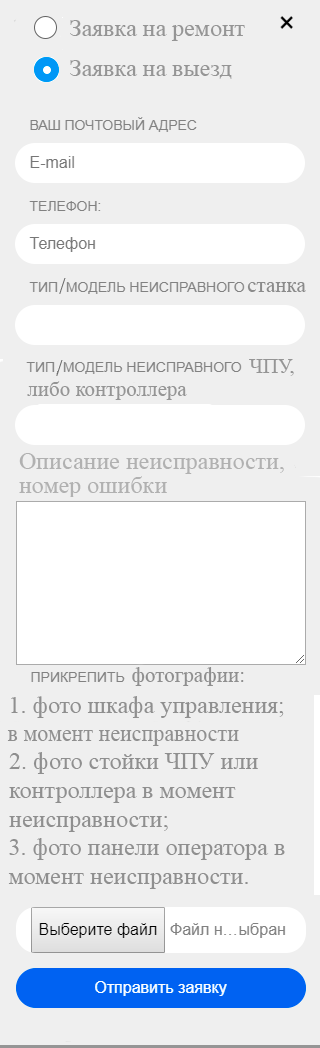 ×
Заявка на ремонт
Заявка на выезд
ВАШ ПОЧТОВЫЙ АДРЕС
E-mail
ТЕЛЕФОН:
Телефон
ТИП/МОДЕЛЬ НЕИСПРАВНОГО станка
ТИП/МОДЕЛЬ НЕИСПРАВНОГО ЧПУ,
либо контроллера
Описание неисправности,
номер ошибки
ПРИКРЕПИТЬ фотографии:
1. фото шкафа управления;
в момент неисправности
2. фото стойки ЧПУ или
контроллера в момент
неисправности;
3. фото панели оператора в
момент неисправности.
Выберите файл Файл н...ыбран
Отправить заявку